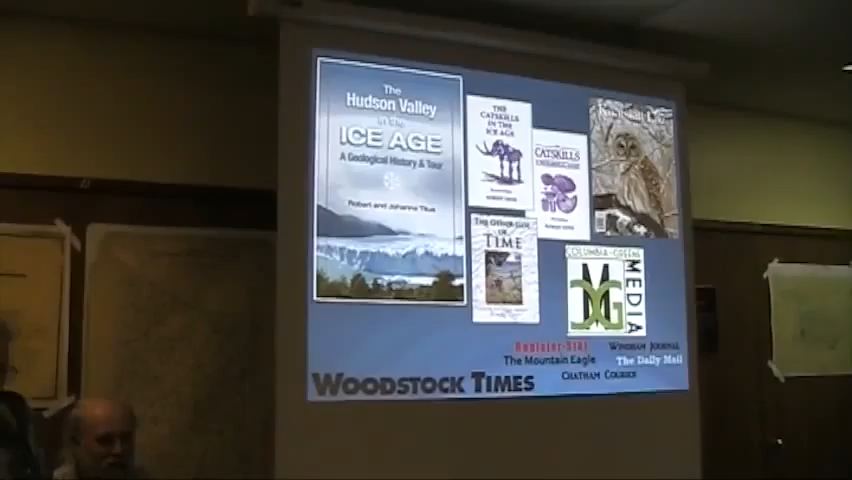 The
Hudson Valley
in the
ICE AGE
A Geological History & Tour
Robert and Johanna Titus
THE
CATSKILLS
IN THE
ICE AGE
CATSKILLS
THE OTHER SIDE
OF
TIME
COLUMBIA-GREENE
MEDIA
CMG
Register-Star
WINDHAM JOURNAL
The Mountain Eagle
The Daily Mail
CHATHAM COURIER
WOODSTOCK TIMES